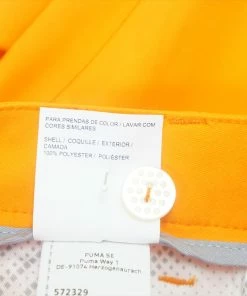 PARA PRENDAS DE COLOR / LAVAR CON
CORES SIMILARES
SHELL / COQUILLE / EXTERIOR /
CAMADA
100% POLYESTER / POLIÉSTER
PUMA SE
Puma Way 1
DE-91074 Herzogenaurach
572329